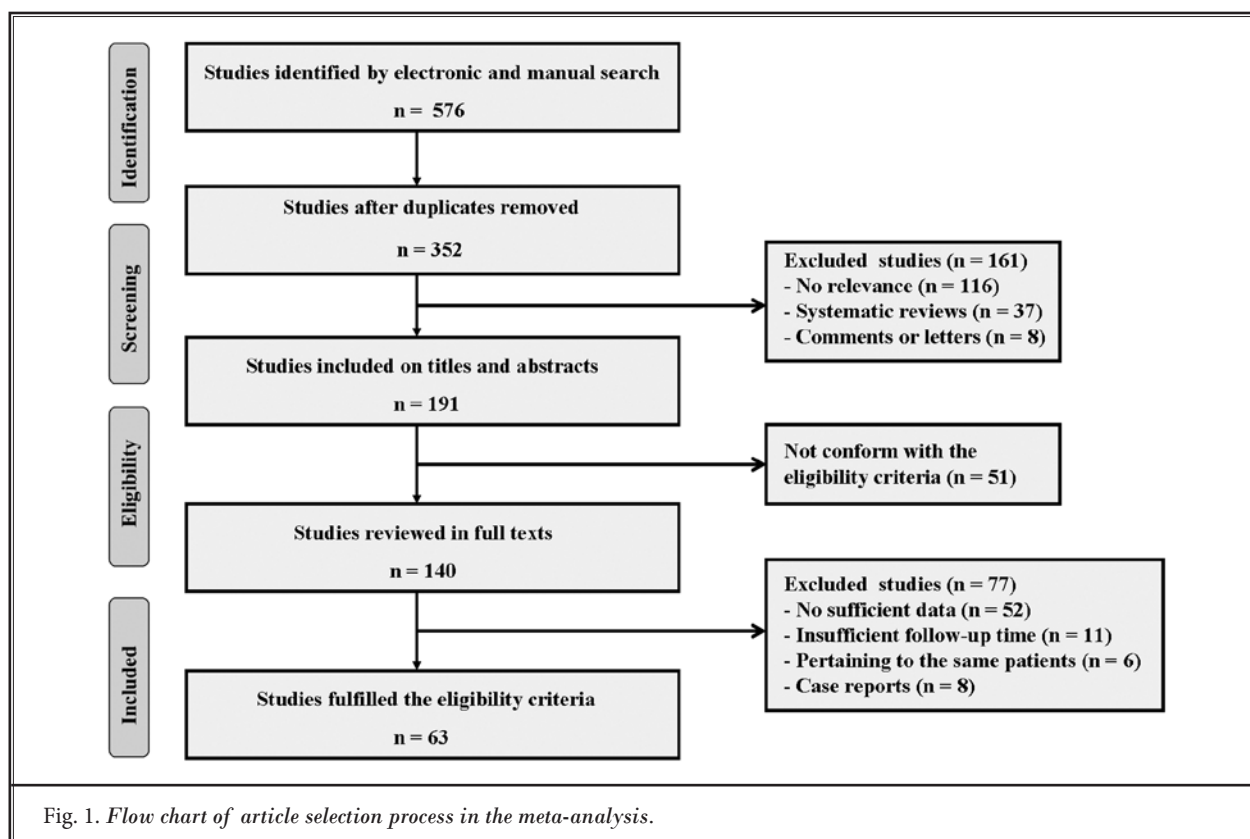 Identification
Studies identified by electronic and manual search
n = 576
Studies after duplicates removed
n = 352
Screening
Excluded studies (n = 161)
- No relevance (n = 116)
- Systematic reviews (n = 37)
- Comments or letters (n = 8)
Studies included on titles and abstracts
n = 191
Eligibility
Not conform with the
eligibility criteria (n = 51)
Studies reviewed in full texts
n = 140
Excluded studies (n = 77)
- No sufficient data (n = 52)
- Insufficient follow-up time (n = 11)
- Pertaining to the same patients (n = 6)
- Case reports (n = 8)
Included
Studies fulfilled the eligibility criteria
n = 63
Fig. 1. Flow chart of article selection process in the meta-analysis.